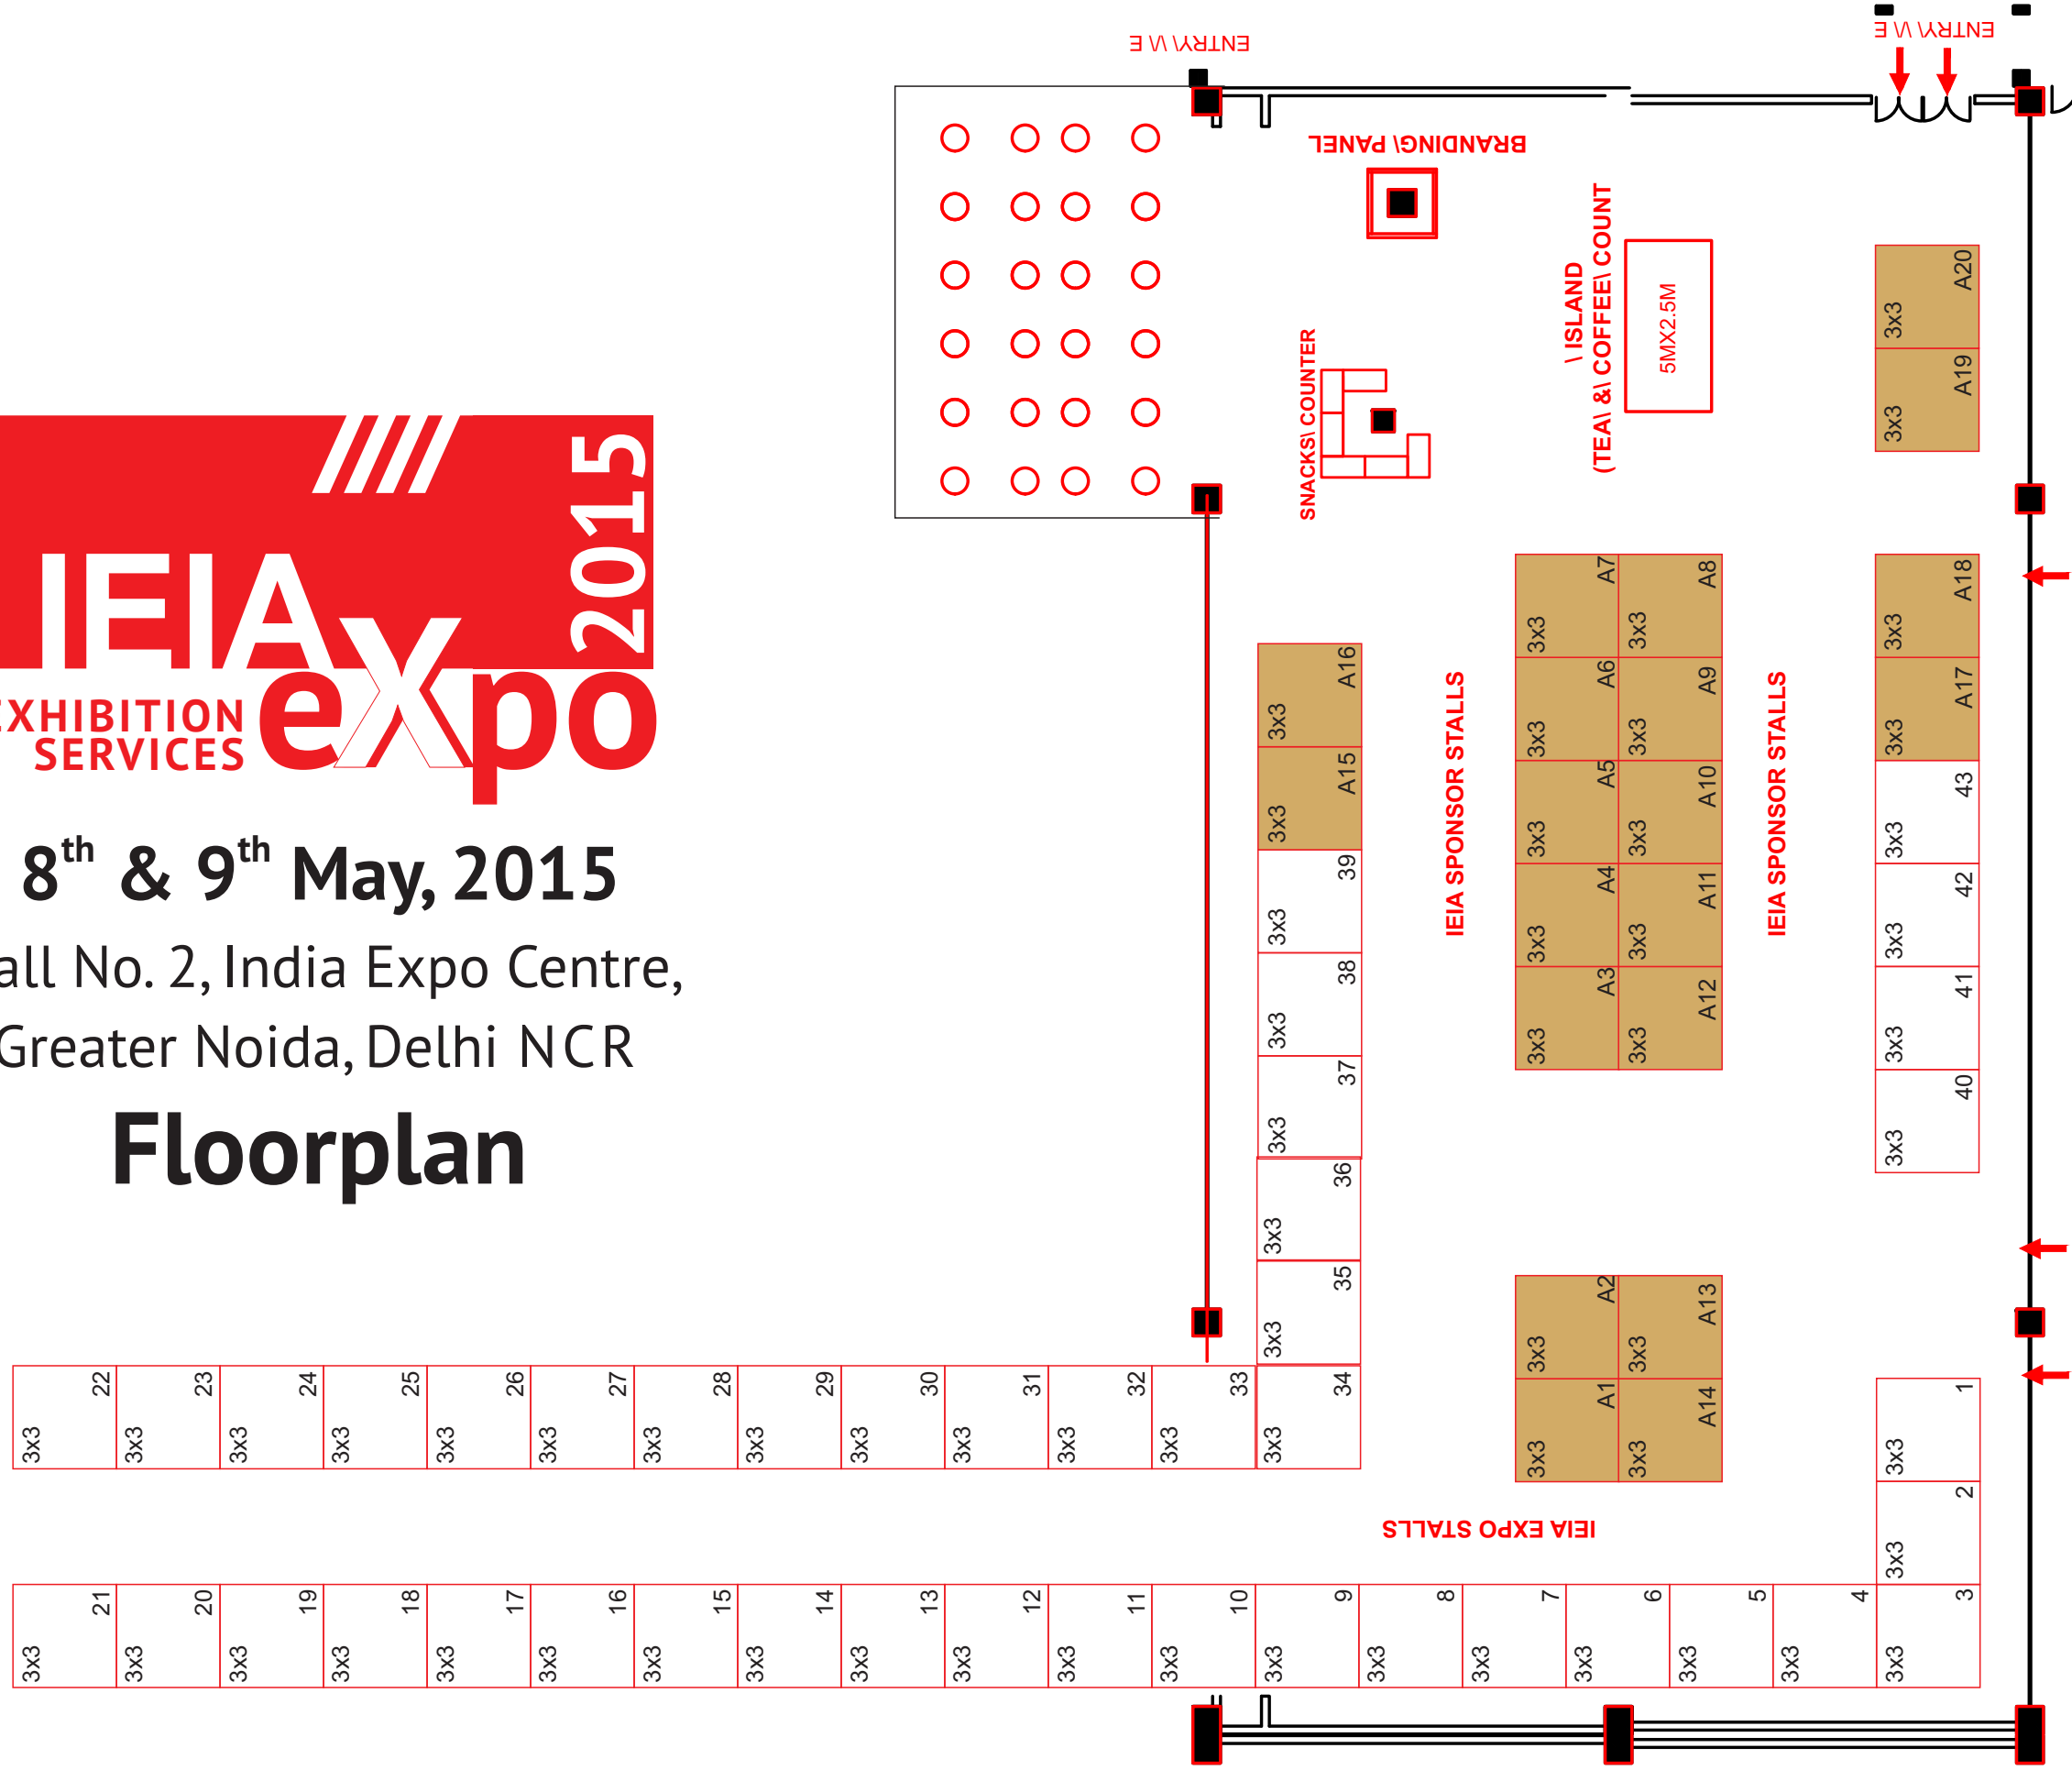 ENTRY\ \/\ E
ENTRY\ \/\ E
BRANDING\ PANEL
\ ISLAND
(TEA\ &\ COFFEE\ COUNT
5MX2.5M
SNACKS\ COUNTER
3x3 A20
3x3 A19
IEIA
2015
eXpo
EXHIBITION
SERVICES
8th & 9th May, 2015
all No. 2, India Expo Centre,
Greater Noida, Delhi NCR
Floorplan
3x3 A16
3x3 A15
3x3 39
3x3 38
3x3 37
3x3 36
3x3 35
3x3 34
IEIA SPONSOR STALLS
3x3 A7
3x3 A8
3x3 A6
3x3 A9
3x3 A5
3x3 A10
3x3 A4
3x3 A11
3x3 A3
3x3 A12
IEIA SPONSOR STALLS
3x3 A18
3x3 A17
3x3 43
3x3 42
3x3 41
3x3 40
3x3 A2
3x3 A13
3x3 A1
3x3 A14
3x3 1
3x3 2
3x3 22
3x3 23
3x3 24
3x3 25
3x3 26
3x3 27
3x3 28
3x3 29
3x3 30
3x3 31
3x3 32
3x3 33
IEIA EXPO STALLS
3x3 21
3x3 20
3x3 19
3x3 18
3x3 17
3x3 16
3x3 15
3x3 14
3x3 13
3x3 12
3x3 11
3x3 10
3x3 9
3x3 8
3x3 7
3x3 6
3x3 5
3x3 4
3x3 3